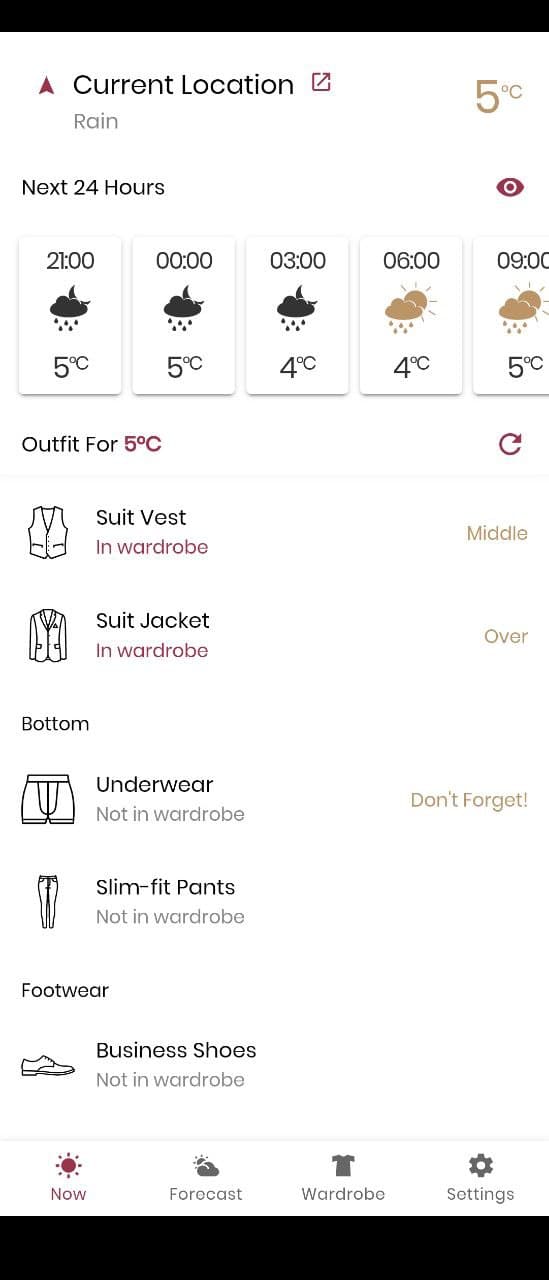 Current Location
5°C
Rain
Next 24 Hours
21:00 00:00 03:00 06:00 09:00
5°C 5°C 4°C 4°C 5°C
Outfit For 5°C
Suit Vest
In wardrobe
Middle
Suit Jacket
In wardrobe
Over
Bottom
Underwear
Not in wardrobe
Don't Forget!
Slim-fit Pants
Not in wardrobe
Footwear
Business Shoes
Not in wardrobe
Now Forecast Wardrobe Settings